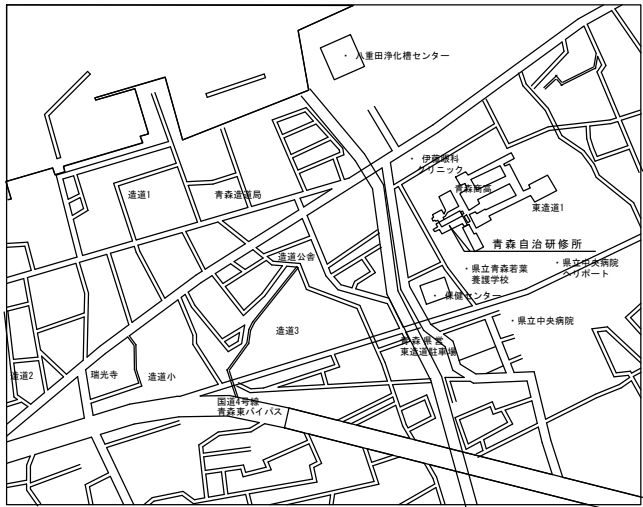 ・ 八重田浄化槽センター
・ 伊藤眼科
クリニック
造道1
青森造道局
青森商高
東造道1
青森自治研修所
造道公舎
・県立青森若葉
養護学校
・県立中央病院
ヘリポート
・ 保健センター
造道3
・県立中央病院
青森県営
東造道駐車場
造道2
瑞光寺
造道小
国道4号線
青森東バイパス